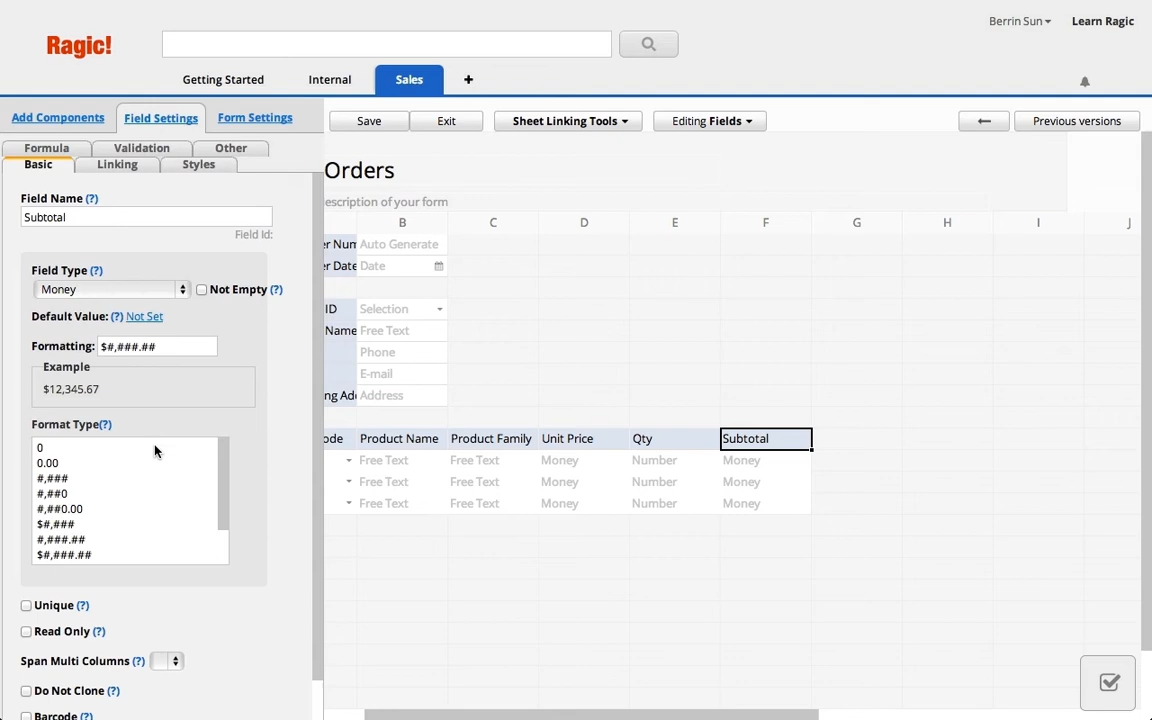 Berrin Sun
Learn Ragic
Ragic!
Getting Started
Internal
Sales
+
Add Components
Field Settings
Form Settings
Save
Exit
Sheet Linking Tools
Editing Fields
Previous versions
Formula
Validation
Other
Basic
Linking
Styles
Field Name (?)
Subtotal
Field Id:
Field Type (?)
Money
Not Empty (?)
Default Value: (?) Not Set
Formatting: $#,###.##
Example
$12,345.67
Format Type(?)
0
0.00
#,###
#,##0
#,##0.00
$#,###
#,###.##
$#,###.##
Unique (?)
Read Only (?)
Span Multi Columns (?)
Do Not Clone (?)
Barcode (?)
Orders
escription of your form
B C D E F G H I J
er Num Auto Generate
er Date Date
ID Selection
Name Free Text
Phone
E-mail
ng Add Address
ode Product Name Product Family Unit Price Qty Subtotal
Free Text Free Text Money Number Money
Free Text Free Text Money Number Money
Free Text Free Text Money Number Money